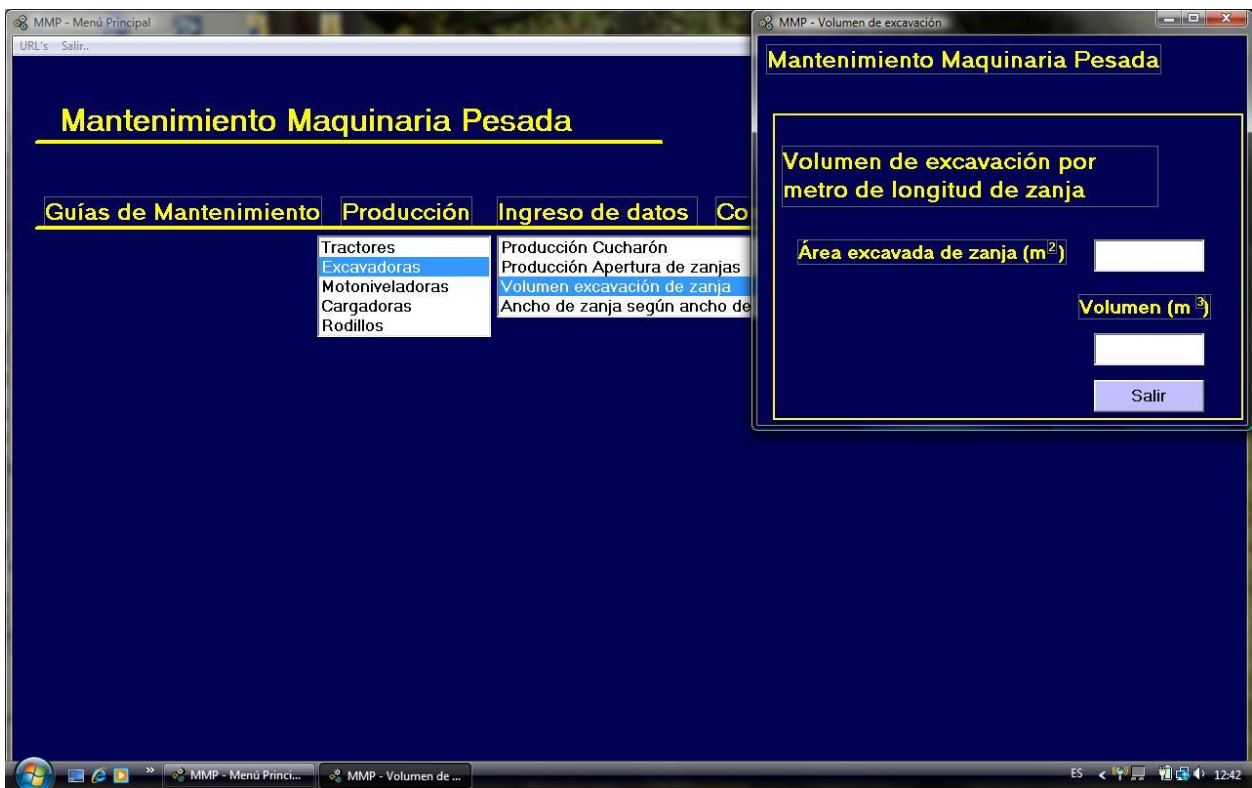 MMP - Menú Principal
URL's Salir..
Mantenimiento Maquinaria Pesada
Guías de Mantenimiento Producción Ingreso de datos Co
Tractores
Excavadoras
Motoniveladoras
Cargadoras
Rodillos
Producción Cucharón
Producción Apertura de zanjas
Volumen excavación de zanja
Ancho de zanja según ancho de
MMP - Volumen de excavación
Mantenimiento Maquinaria Pesada
Volumen de excavación por
metro de longitud de zanja
Área excavada de zanja (m²)
Volumen (m ³)
Salir
MMP - Menú Princi... MMP - Volumen de ... ES 12:42